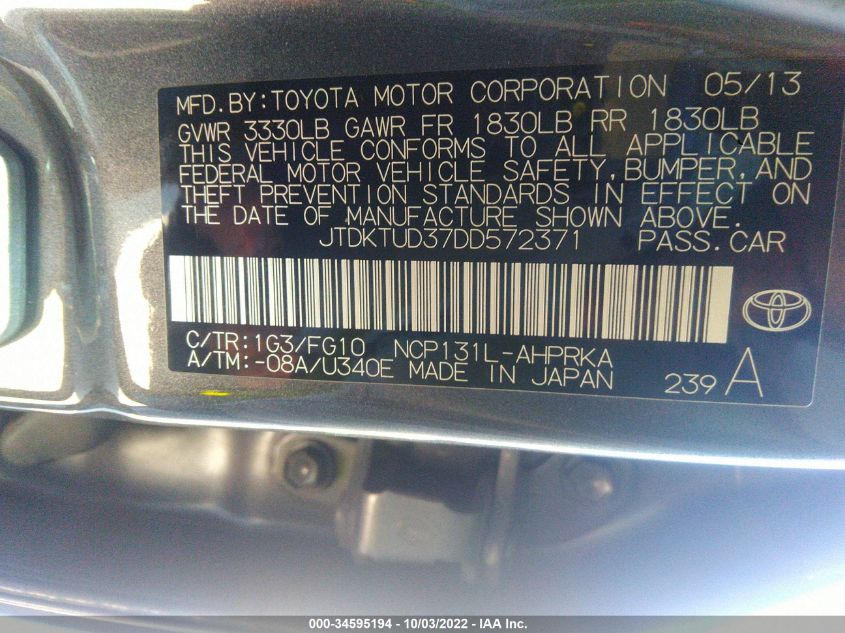 MFD.BY:TOYOTA MOTOR CORPORATION 05/13
GVWR 3330LB GAWR FR 1830LB RR 1830LB
THIS VEHICLE CONFORMS TO ALL APPLICABLE
FEDERAL MOTOR VEHICLE SAFETY,BUMPER,AND
THEFT PREVENTION STANDARDS IN EFFECT ON
THE DATE OF MANUFACTURE SHOWN ABOVE.
JTDKTUD37DD572371 PASS.CAR
C/TR:1G3/FG10 NCP131L-AHPRKA
A/TM:-08A/U340E MADE IN JAPAN 239 A
000-34595194 - 10/03/2022 - IAA Inc.